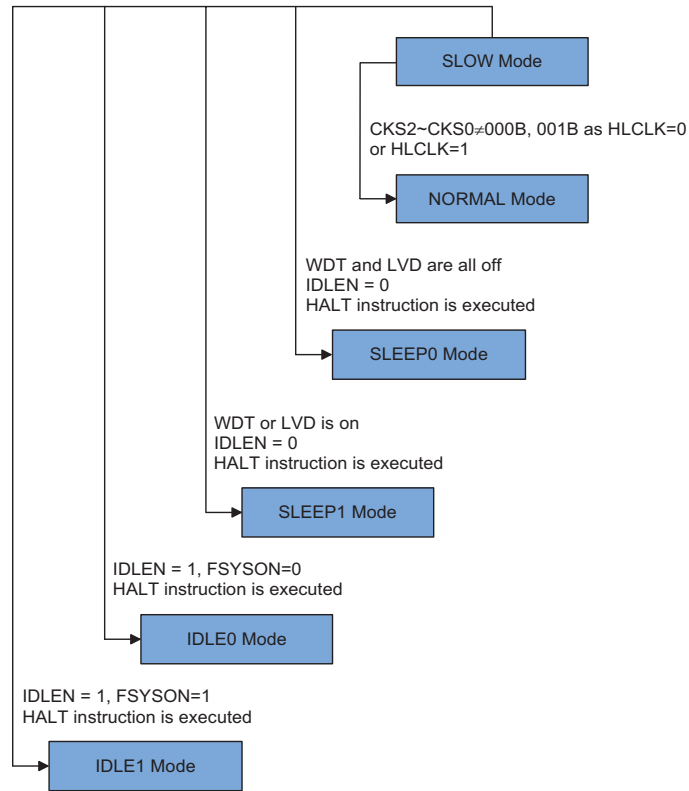 SLOW Mode
CKS2~CKS0≠000B, 001B as HLCLK=0
or HLCLK=1
NORMAL Mode
WDT and LVD are all off
IDLEN = 0
HALT instruction is executed
SLEEP0 Mode
WDT or LVD is on
IDLEN = 0
HALT instruction is executed
SLEEP1 Mode
IDLEN = 1, FSYSON=0
HALT instruction is executed
IDLE0 Mode
IDLEN = 1, FSYSON=1
HALT instruction is executed
IDLE1 Mode